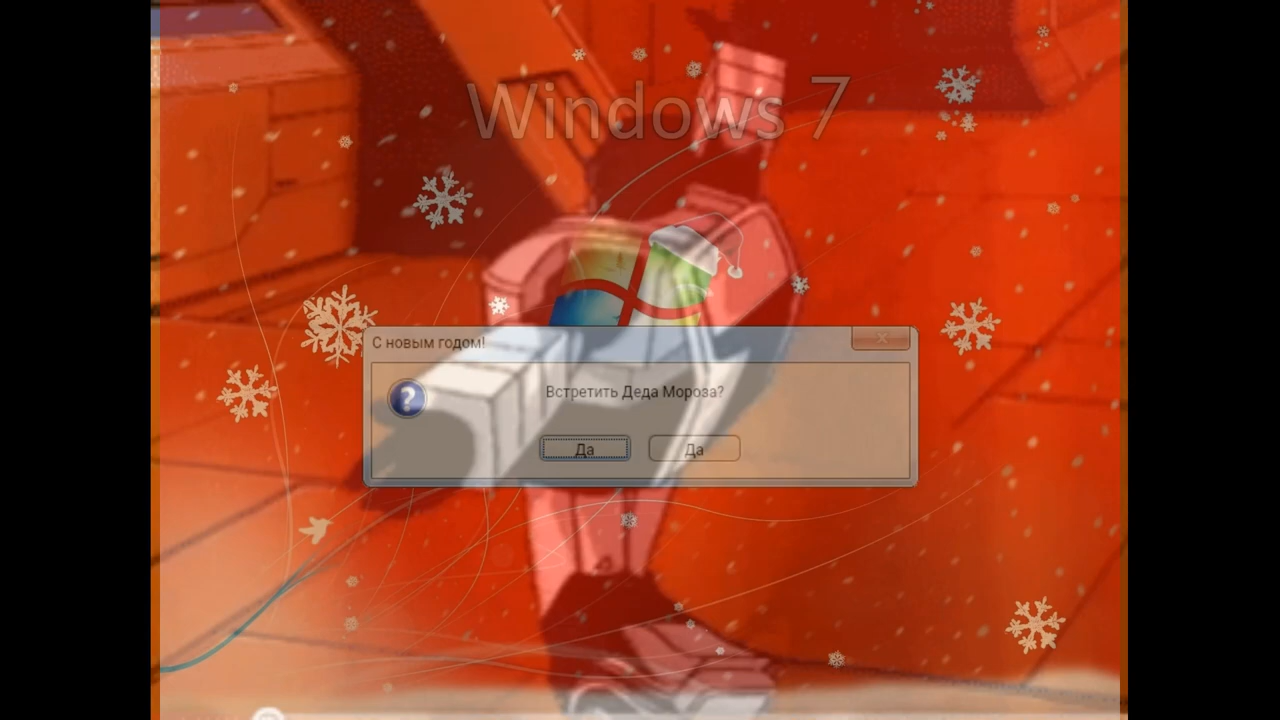 Windows 7
С новым годом!
Встретить Деда Мороза?
Да
Да